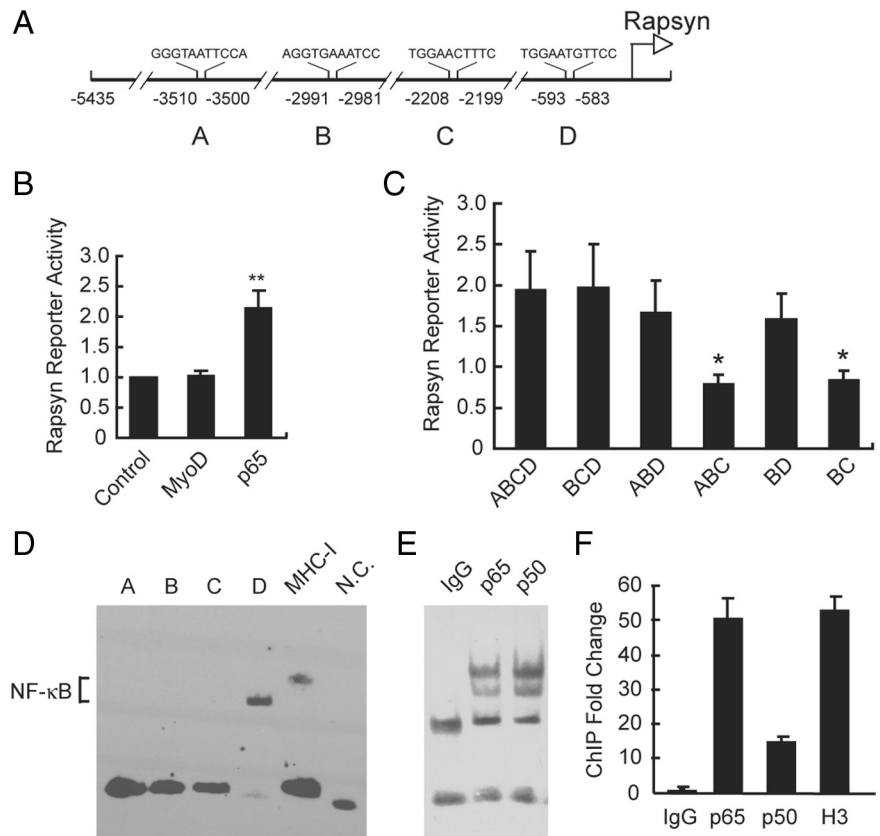 A
Rapsyn
GGGTAATTCCA AGGTGAAATCC TGGAACTTTC TGGAATGTTCC
-5435 -3510 -3500 -2991 -2981 -2208 -2199 -593 -583
A B C D
B
Rapsyn Reporter Activity
3.0
2.5
2.0
1.5
1.0
0.5
0
**
Control MyoD p65
C
Rapsyn Reporter Activity
3.0
2.5
2.0
1.5
1.0
0.5
0
* *
ABCD BCD ABD ABC BD BC
D
A B C D MHC-I N.C.
NF-κB
E
IgG p65 p50
F
ChIP Fold Change
60
50
40
30
20
10
0
IgG p65 p50 H3